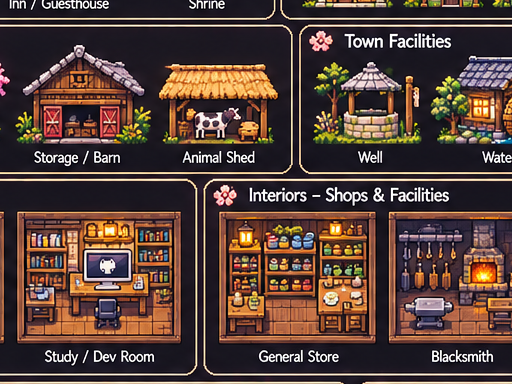 Inn / Guesthouse
Shrine
Town Facilities
Storage / Barn
Animal Shed
Well
Wate
Interiors – Shops & Facilities
Study / Dev Room
General Store
Blacksmith